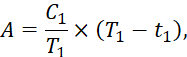 A = C₁/T₁ × (T₁ − t₁),